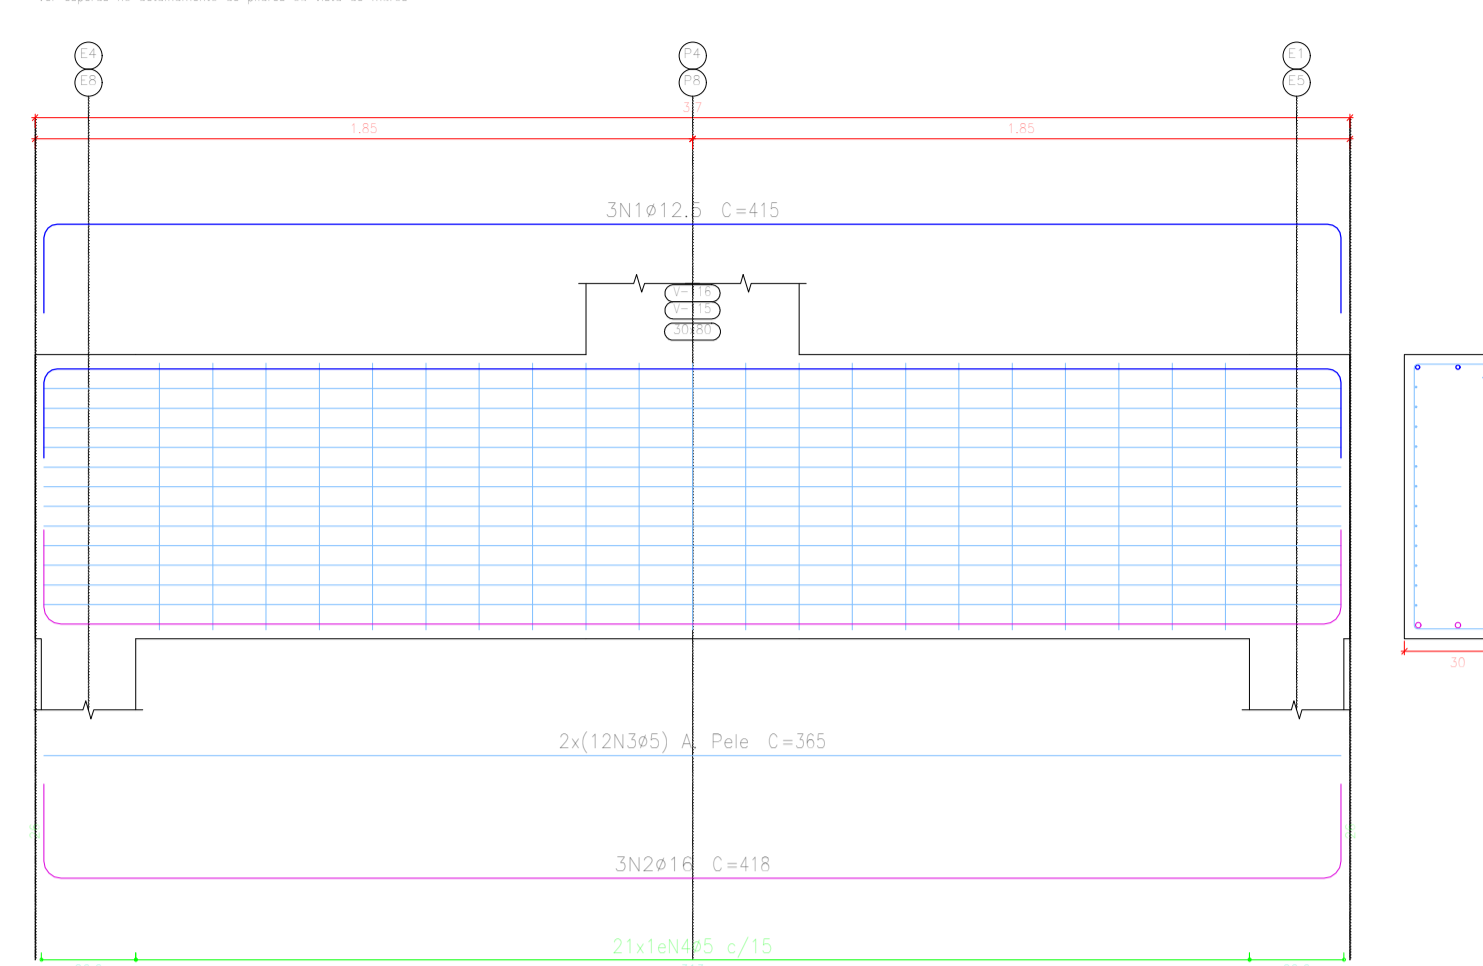 E4 P4 E1
E8 P8 E5
3.7
1.85 1.85
3N1ø12.5 C=415
V-116
V-115
30x80
30
2x(12N3ø5) A. Pele C=365
3N2ø16 C=418
21x1eN4ø5 c/15